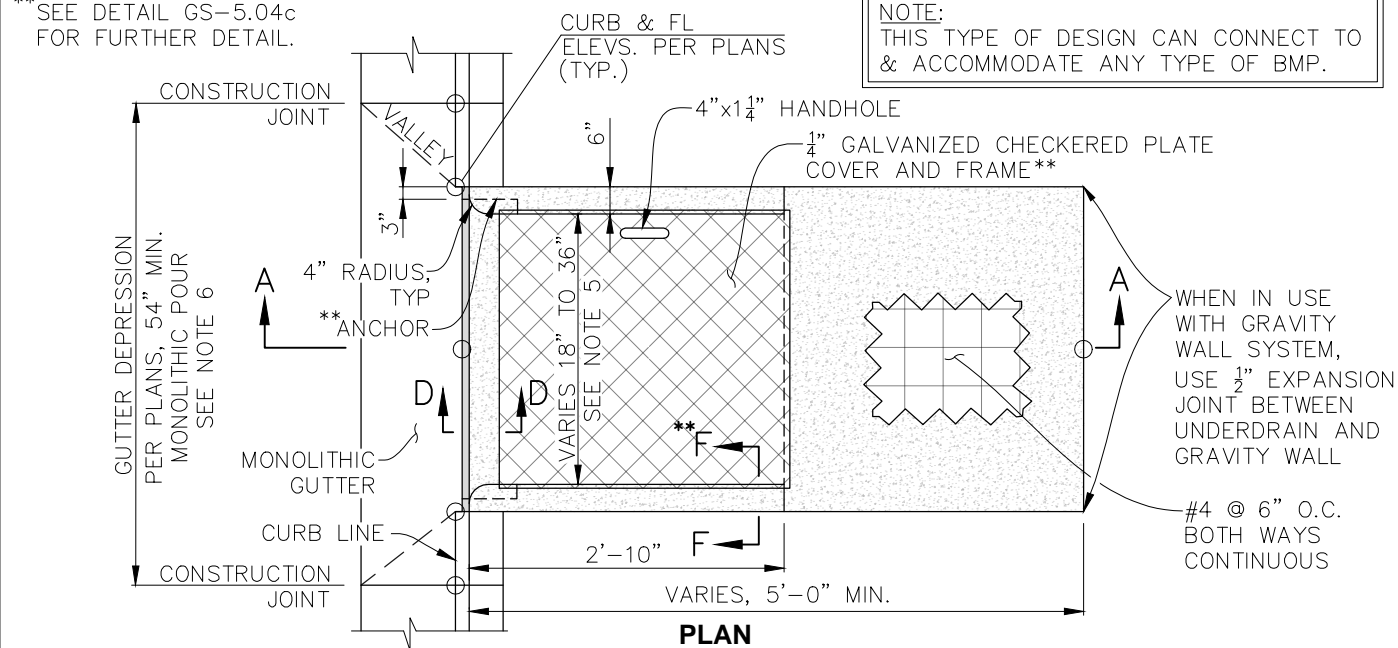 **SEE DETAIL GS-5.04c
FOR FURTHER DETAIL.
CURB & FL
ELEVS. PER PLANS
(TYP.)
NOTE:
THIS TYPE OF DESIGN CAN CONNECT TO
& ACCOMMODATE ANY TYPE OF BMP.
CONSTRUCTION
JOINT
VALLEY
6"
4"x1¼" HANDHOLE
¼" GALVANIZED CHECKERED PLATE
COVER AND FRAME**
3"
GUTTER DEPRESSION
PER PLANS, 54" MIN.
MONOLITHIC POUR
SEE NOTE 6
A
4" RADIUS,
TYP
**ANCHOR
VARIES 18" TO 36"
SEE NOTE 5
A
WHEN IN USE
WITH GRAVITY
WALL SYSTEM,
USE ½" EXPANSION
JOINT BETWEEN
UNDERDRAIN AND
GRAVITY WALL
D
D
**F
MONOLITHIC
GUTTER
CURB LINE
F
2'-10"
#4 @ 6" O.C.
BOTH WAYS
CONTINUOUS
CONSTRUCTION
JOINT
VARIES, 5'-0" MIN.
PLAN